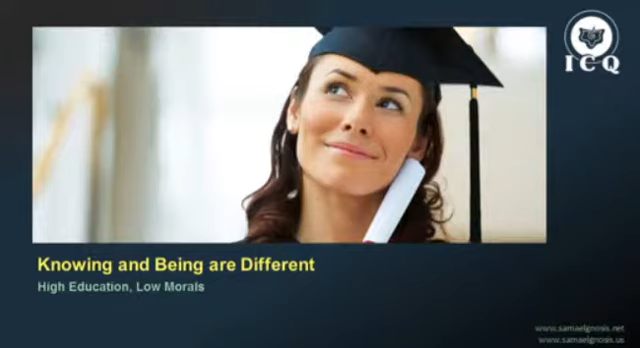 ICQ
Knowing and Being are Different
High Education, Low Morals
www.samaelgnosis.net
www.samaelgnosis.us